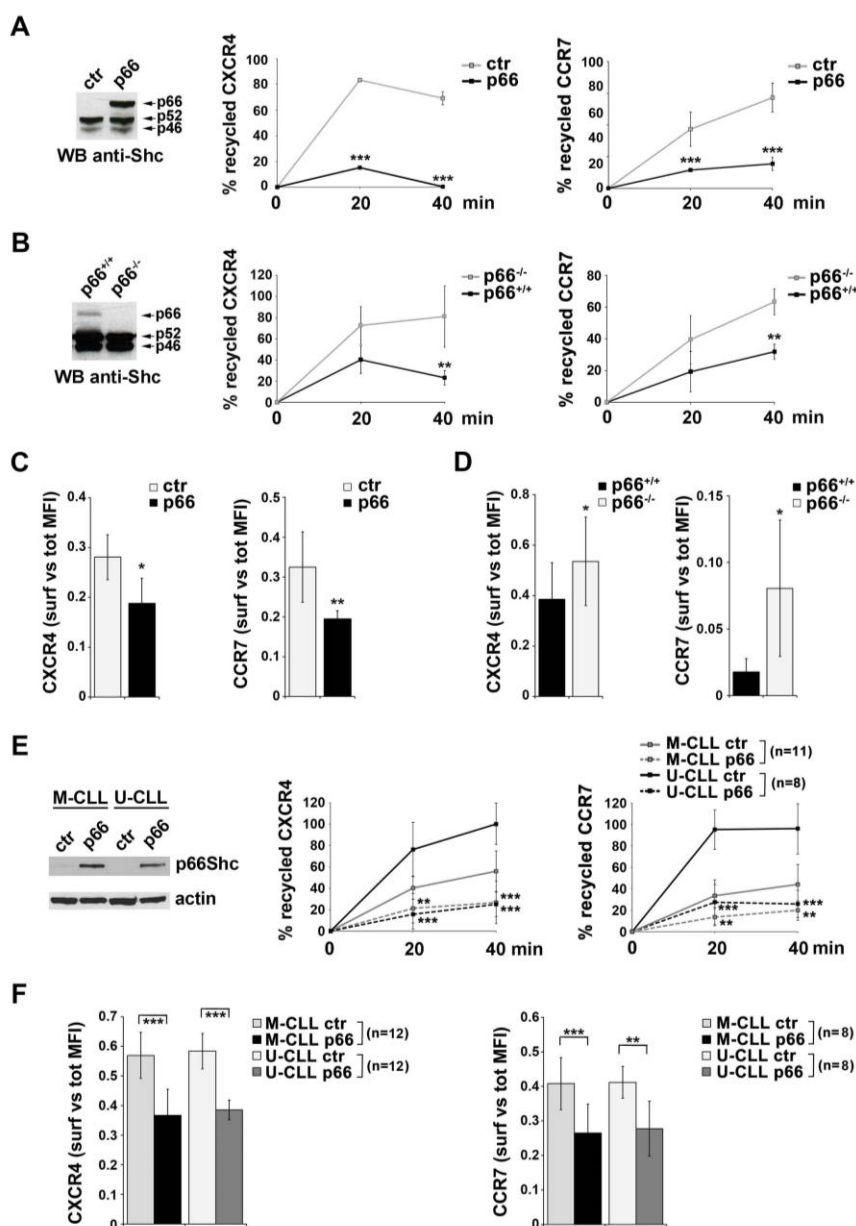 A
ctr p66
p66
p52
p46
WB anti-Shc
% recycled CXCR4
100
80
60
40
20
0
ctr
p66
***
***
0 20 40 min
% recycled CCR7
80
60
40
20
0
ctr
p66
***
***
0 20 40 min
B
p66+/+ p66-/-
p66
p52
p46
WB anti-Shc
% recycled CXCR4
120
100
80
60
40
20
0
p66-/-
p66+/+
**
0 20 40 min
% recycled CCR7
80
60
40
20
0
p66-/-
p66+/+
**
0 20 40 min
C
ctr
p66
CXCR4 (surf vs tot MFI)
0.4
0.3
0.2
0.1
0
*
ctr
p66
CCR7 (surf vs tot MFI)
0.5
0.4
0.3
0.2
0.1
0
**
D
p66+/+
p66-/-
CXCR4 (surf vs tot MFI)
0.8
0.6
0.4
0.2
0
*
p66+/+
p66-/-
CCR7 (surf vs tot MFI)
0.15
0.10
0.05
0
*
E
M-CLL U-CLL
ctr p66 ctr p66
p66Shc
actin
% recycled CXCR4
120
100
80
60
40
20
0
** ***
*** ***
0 20 40 min
M-CLL ctr
M-CLL p66
(n=11)
U-CLL ctr
U-CLL p66
(n=8)
% recycled CCR7
120
100
80
60
40
20
0
*** ***
** **
0 20 40 min
F
CXCR4 (surf vs tot MFI)
0.7
0.6
0.5
0.4
0.3
0.2
0.1
0
*** ***
M-CLL ctr
M-CLL p66
(n=12)
U-CLL ctr
U-CLL p66
(n=12)
CCR7 (surf vs tot MFI)
0.6
0.5
0.4
0.3
0.2
0.1
0
*** **
M-CLL ctr
M-CLL p66
(n=8)
U-CLL ctr
U-CLL p66
(n=8)